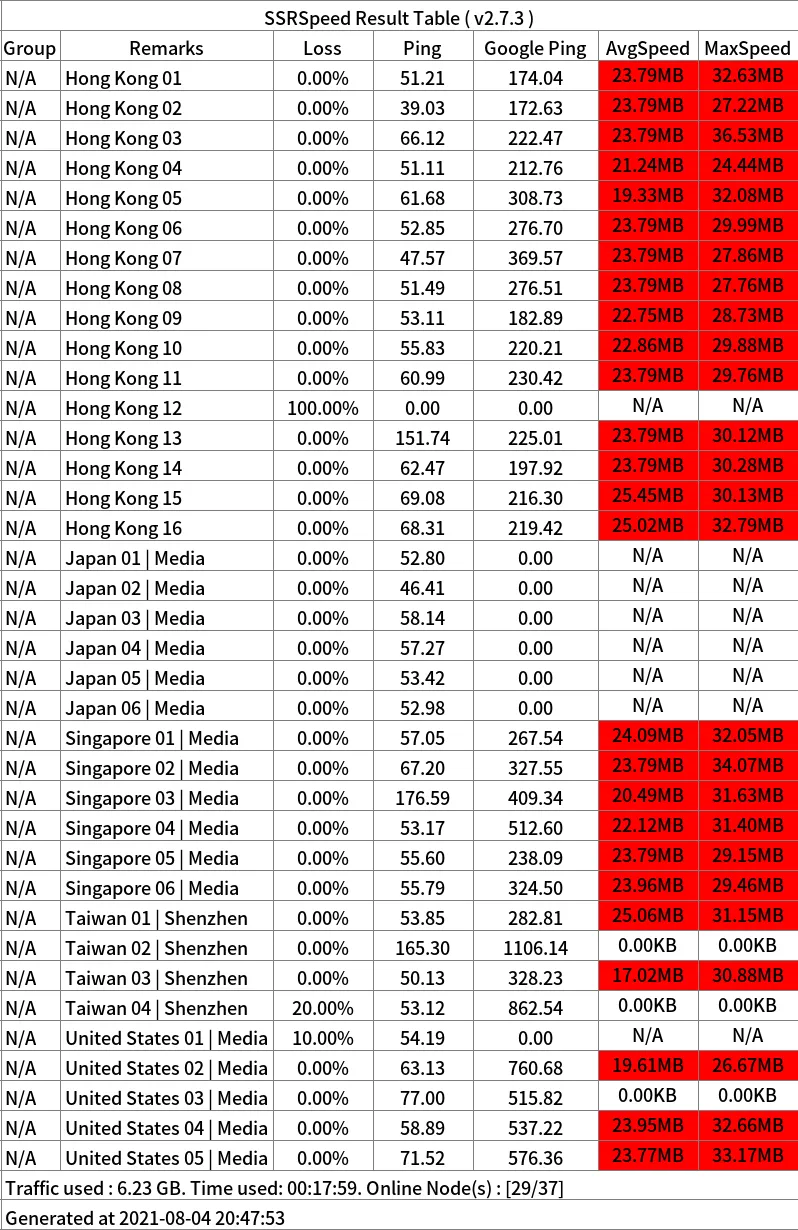 SSRSpeed Result Table ( v2.7.3 )
Group Remarks Loss Ping Google Ping AvgSpeed MaxSpeed
N/A Hong Kong 01 0.00% 51.21 174.04 23.79MB 32.63MB
N/A Hong Kong 02 0.00% 39.03 172.63 23.79MB 27.22MB
N/A Hong Kong 03 0.00% 66.12 222.47 23.79MB 36.53MB
N/A Hong Kong 04 0.00% 51.11 212.76 21.24MB 24.44MB
N/A Hong Kong 05 0.00% 61.68 308.73 19.33MB 32.08MB
N/A Hong Kong 06 0.00% 52.85 276.70 23.79MB 29.99MB
N/A Hong Kong 07 0.00% 47.57 369.57 23.79MB 27.86MB
N/A Hong Kong 08 0.00% 51.49 276.51 23.79MB 27.76MB
N/A Hong Kong 09 0.00% 53.11 182.89 22.75MB 28.73MB
N/A Hong Kong 10 0.00% 55.83 220.21 22.86MB 29.88MB
N/A Hong Kong 11 0.00% 60.99 230.42 23.79MB 29.76MB
N/A Hong Kong 12 100.00% 0.00 0.00 N/A N/A
N/A Hong Kong 13 0.00% 151.74 225.01 23.79MB 30.12MB
N/A Hong Kong 14 0.00% 62.47 197.92 23.79MB 30.28MB
N/A Hong Kong 15 0.00% 69.08 216.30 25.45MB 30.13MB
N/A Hong Kong 16 0.00% 68.31 219.42 25.02MB 32.79MB
N/A Japan 01 | Media 0.00% 52.80 0.00 N/A N/A
N/A Japan 02 | Media 0.00% 46.41 0.00 N/A N/A
N/A Japan 03 | Media 0.00% 58.14 0.00 N/A N/A
N/A Japan 04 | Media 0.00% 57.27 0.00 N/A N/A
N/A Japan 05 | Media 0.00% 53.42 0.00 N/A N/A
N/A Japan 06 | Media 0.00% 52.98 0.00 N/A N/A
N/A Singapore 01 | Media 0.00% 57.05 267.54 24.09MB 32.05MB
N/A Singapore 02 | Media 0.00% 67.20 327.55 23.79MB 34.07MB
N/A Singapore 03 | Media 0.00% 176.59 409.34 20.49MB 31.63MB
N/A Singapore 04 | Media 0.00% 53.17 512.60 22.12MB 31.40MB
N/A Singapore 05 | Media 0.00% 55.60 238.09 23.79MB 29.15MB
N/A Singapore 06 | Media 0.00% 55.79 324.50 23.96MB 29.46MB
N/A Taiwan 01 | Shenzhen 0.00% 53.85 282.81 25.06MB 31.15MB
N/A Taiwan 02 | Shenzhen 0.00% 165.30 1106.14 0.00KB 0.00KB
N/A Taiwan 03 | Shenzhen 0.00% 50.13 328.23 17.02MB 30.88MB
N/A Taiwan 04 | Shenzhen 20.00% 53.12 862.54 0.00KB 0.00KB
N/A United States 01 | Media 10.00% 54.19 0.00 N/A N/A
N/A United States 02 | Media 0.00% 63.13 760.68 19.61MB 26.67MB
N/A United States 03 | Media 0.00% 77.00 515.82 0.00KB 0.00KB
N/A United States 04 | Media 0.00% 58.89 537.22 23.95MB 32.66MB
N/A United States 05 | Media 0.00% 71.52 576.36 23.77MB 33.17MB
Traffic used : 6.23 GB. Time used: 00:17:59. Online Node(s) : [29/37]
Generated at 2021-08-04 20:47:53